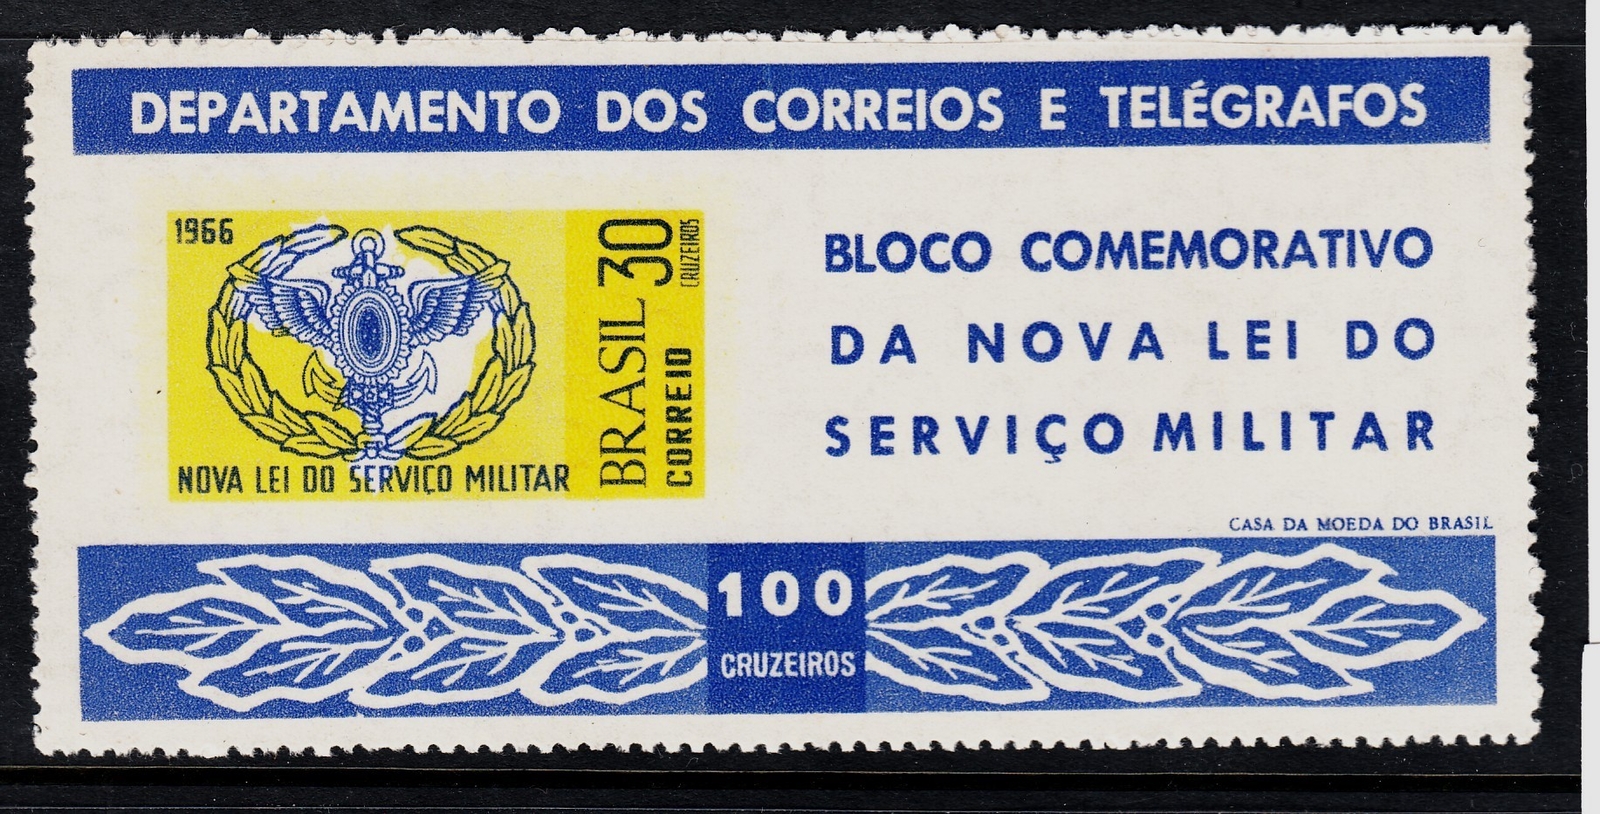 DEPARTAMENTO DOS CORREIOS E TELÉGRAFOS
1966
NOVA LEI DO SERVIÇO MILITAR
BRASIL 30
CORREIO CRUZEIROS
BLOCO COMEMORATIVO
DA NOVA LEI DO
SERVIÇO MILITAR
CASA DA MOEDA DO BRASIL
100
CRUZEIROS